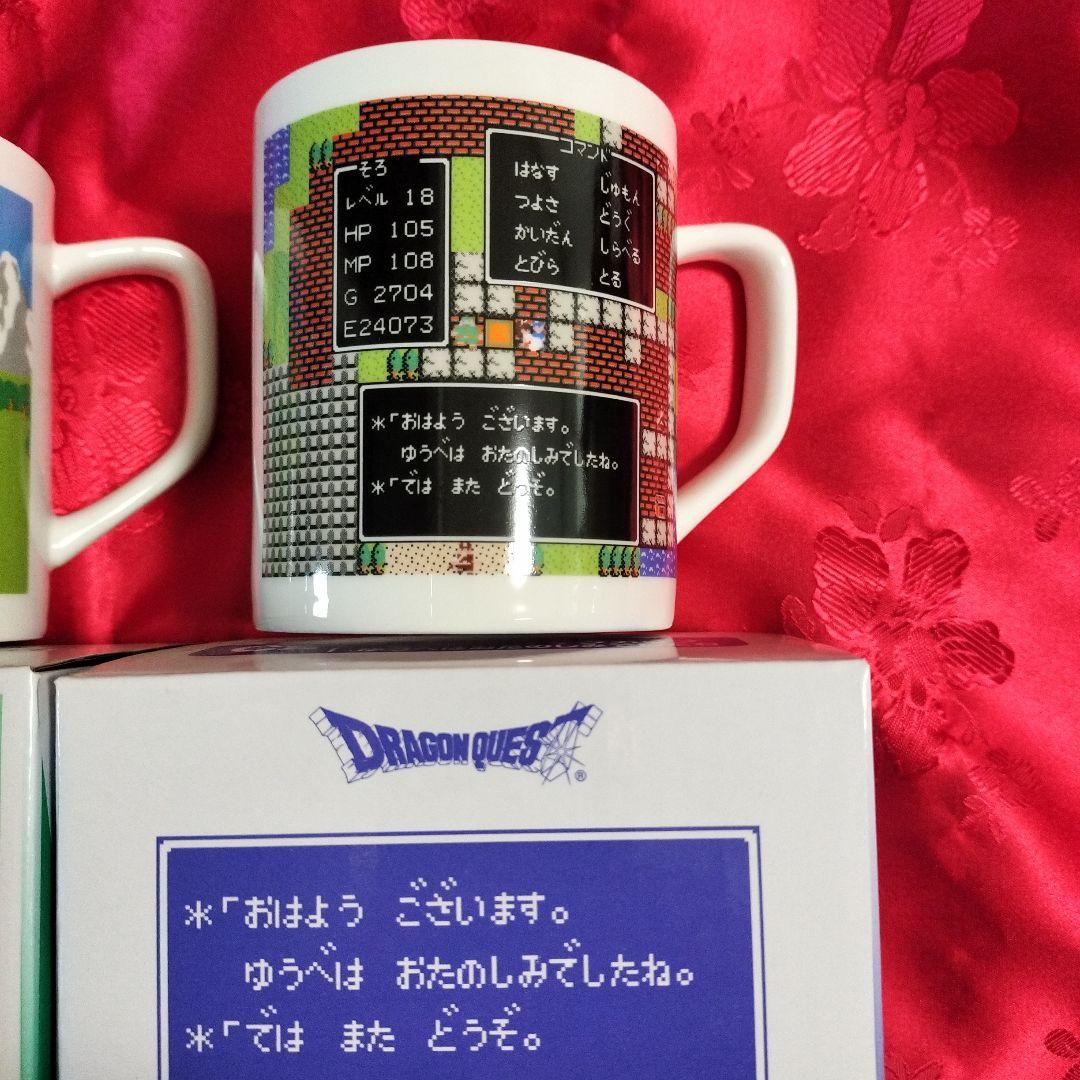 そろ
レベル 18
HP 105
MP 108
G 2704
E24073
コマンド
はなす じゅもん
つよさ どうぐ
かいだん しらべる
とびら とる
*「おはよう ございます。
ゆうべは おたのしみでしたね。
*「では また どうぞ。
DRAGON QUEST®
*「おはよう ございます。
ゆうべは おたのしみでしたね。
*「では また どうぞ。